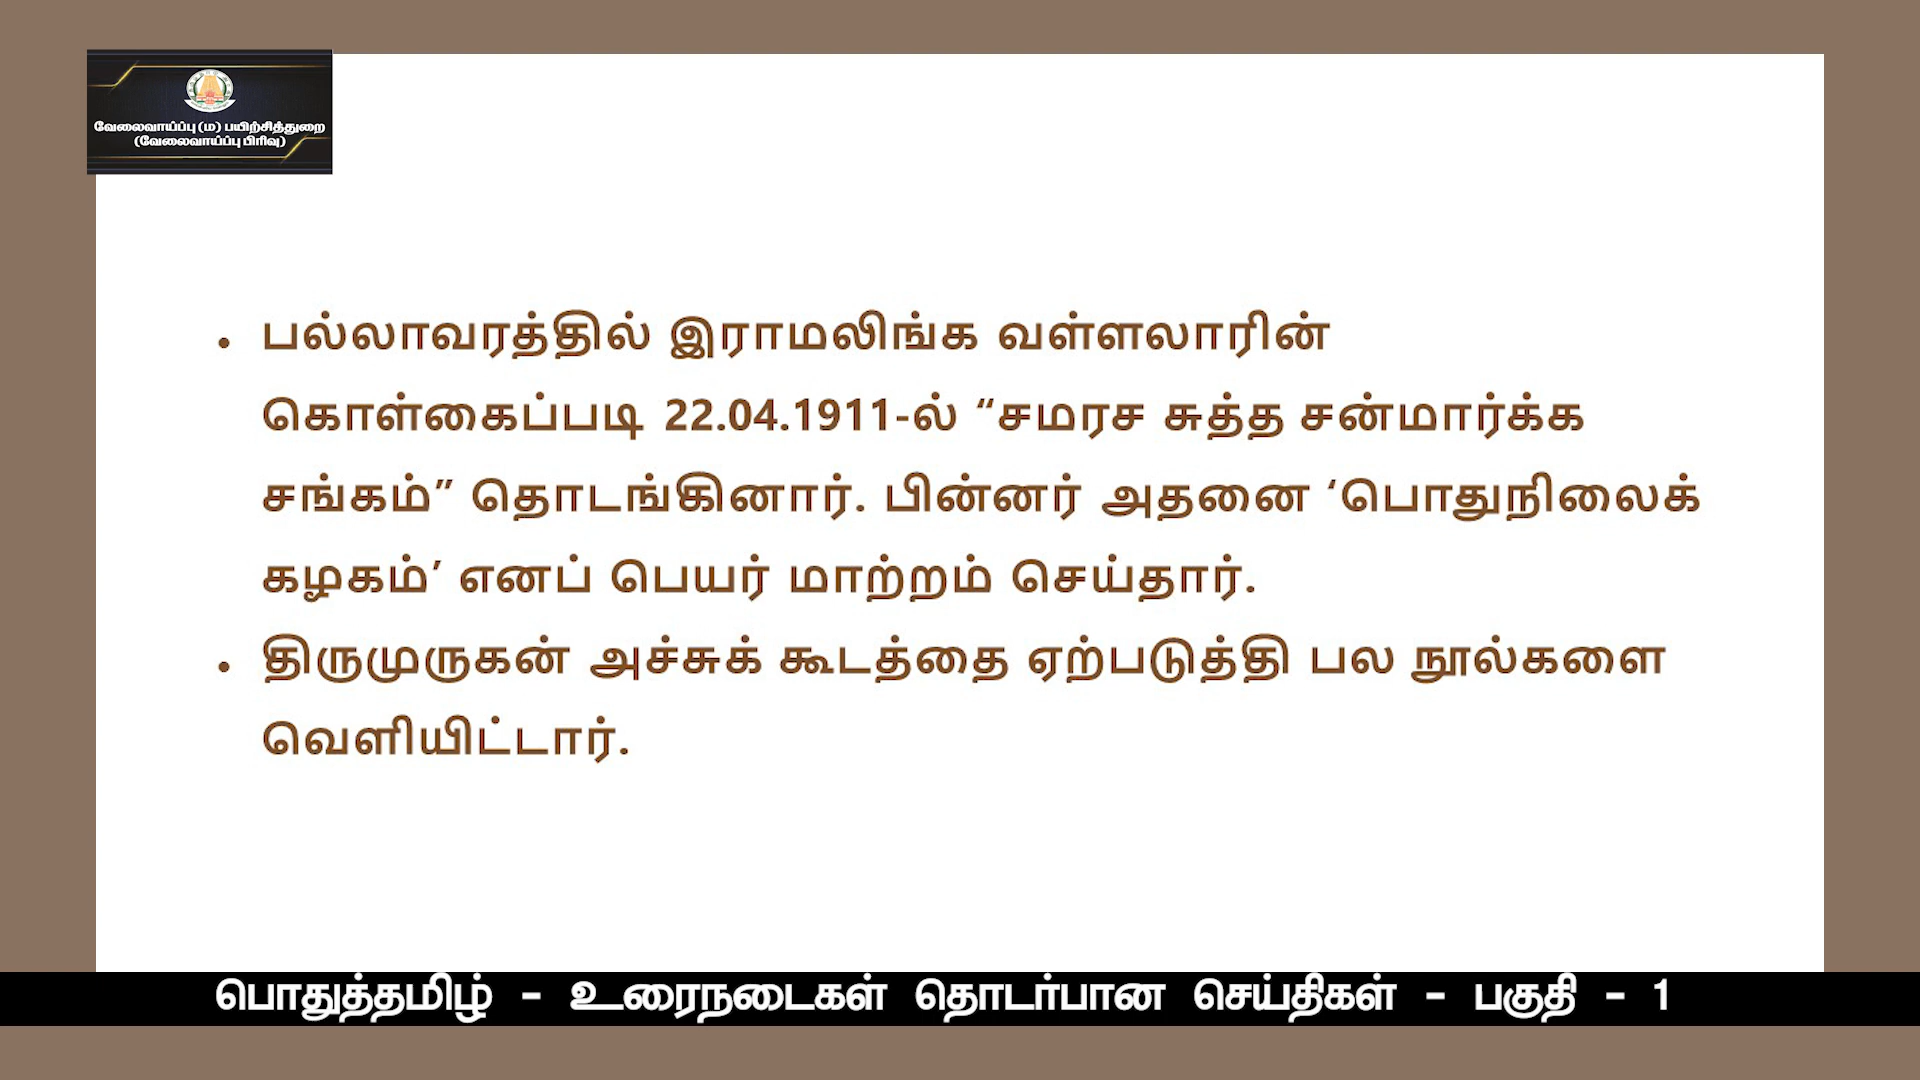 வேலைவாய்ப்பு (ம) பயிற்சித்துறை
(வேலைவாய்ப்பு பிரிவு)
• பல்லாவரத்தில் இராமலிங்க வள்ளலாரின்
கொள்கைப்படி 22.04.1911-ல் “சமரச சுத்த சன்மார்க்க
சங்கம்” தொடங்கினார். பின்னர் அதனை ‘பொதுநிலைக்
கழகம்’ எனப் பெயர் மாற்றம் செய்தார்.
• திருமுருகன் அச்சுக் கூடத்தை ஏற்படுத்தி பல நூல்களை
வெளியிட்டார்.
பொதுத்தமிழ் - உரைநடைகள் தொடர்பான செய்திகள் - பகுதி - 1